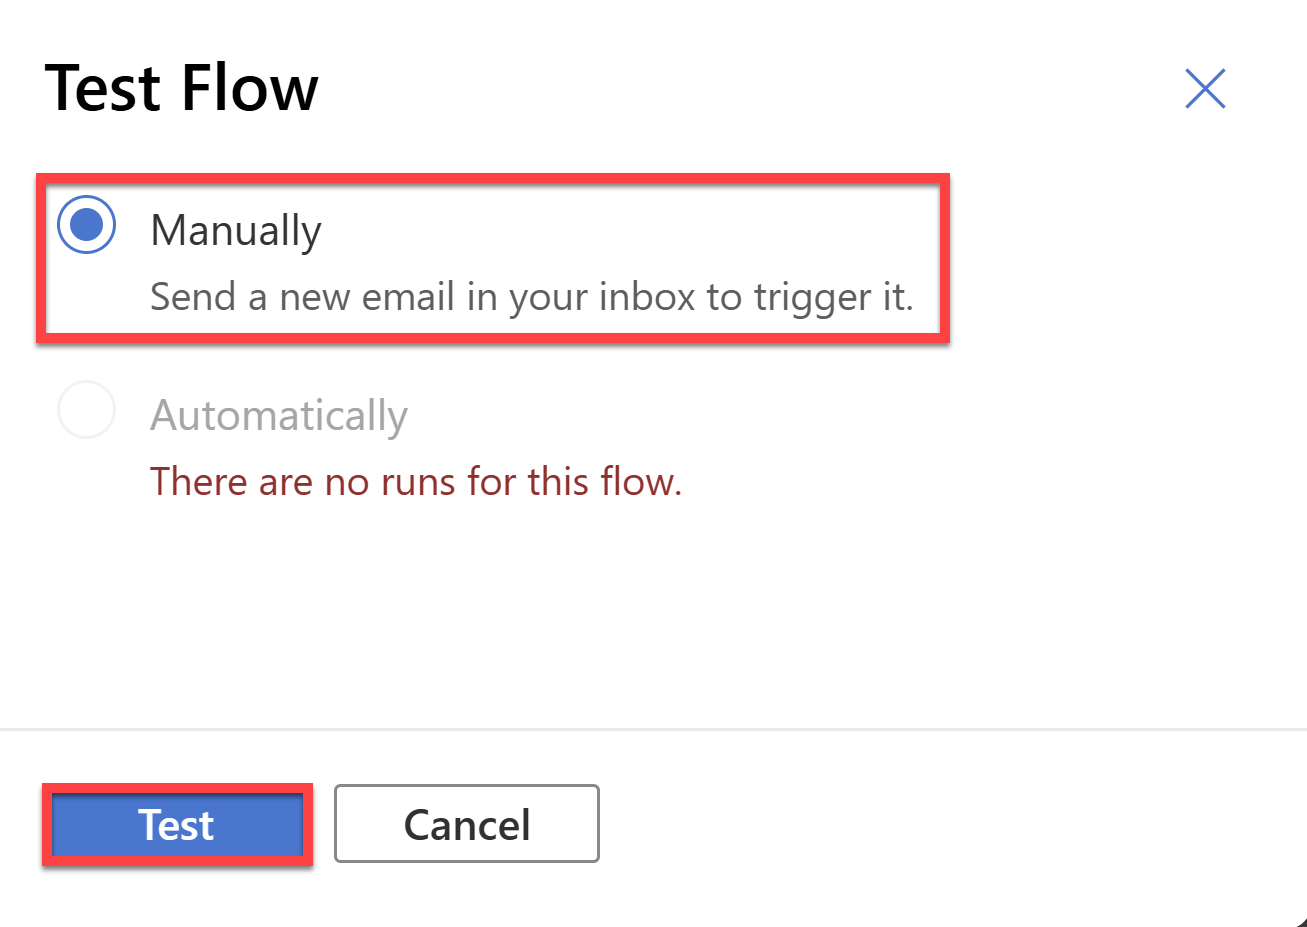 Test Flow
Manually
Send a new email in your inbox to trigger it.
Automatically
There are no runs for this flow.
Test
Cancel